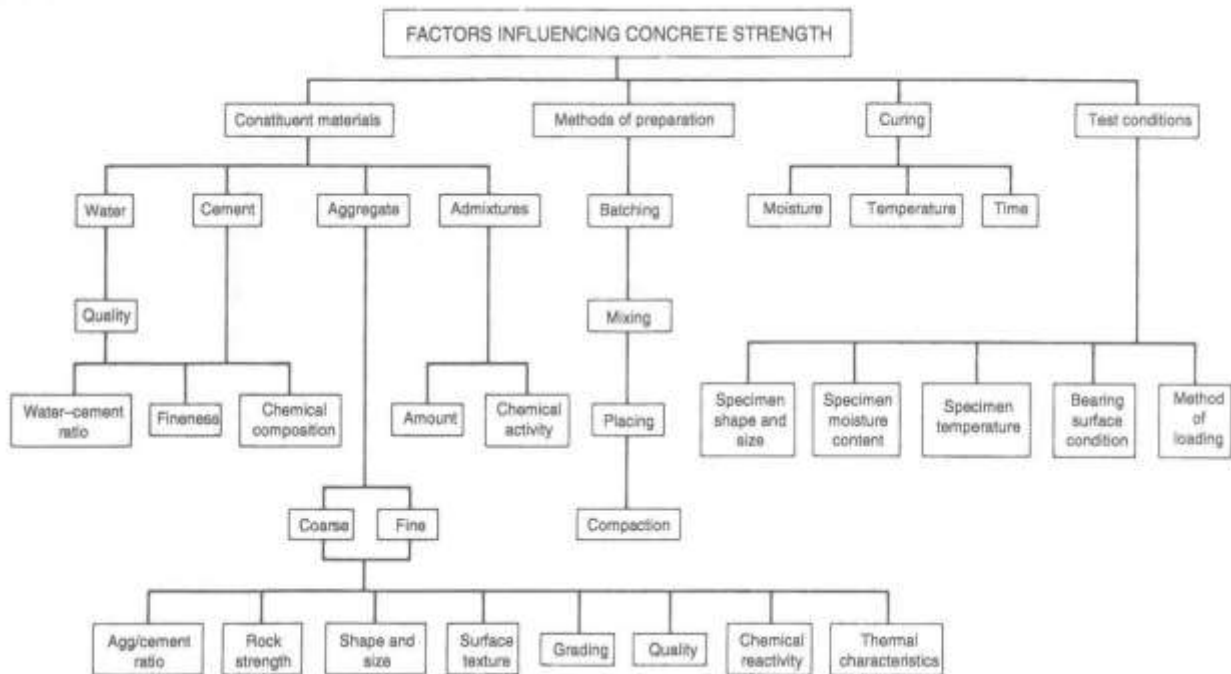 FACTORS INFLUENCING CONCRETE STRENGTH
Constituent materials
Methods of preparation
Curing
Test conditions
Water
Cement
Aggregate
Admixtures
Batching
Moisture
Temperature
Time
Quality
Mixing
Water–cement
ratio
Fineness
Chemical
composition
Amount
Chemical
activity
Placing
Specimen
shape and
size
Specimen
moisture
content
Specimen
temperature
Bearing
surface
condition
Method
of
loading
Coarse
Fine
Compaction
Agg/cement
ratio
Rock
strength
Shape and
size
Surface
texture
Grading
Quality
Chemical
reactivity
Thermal
characteristics